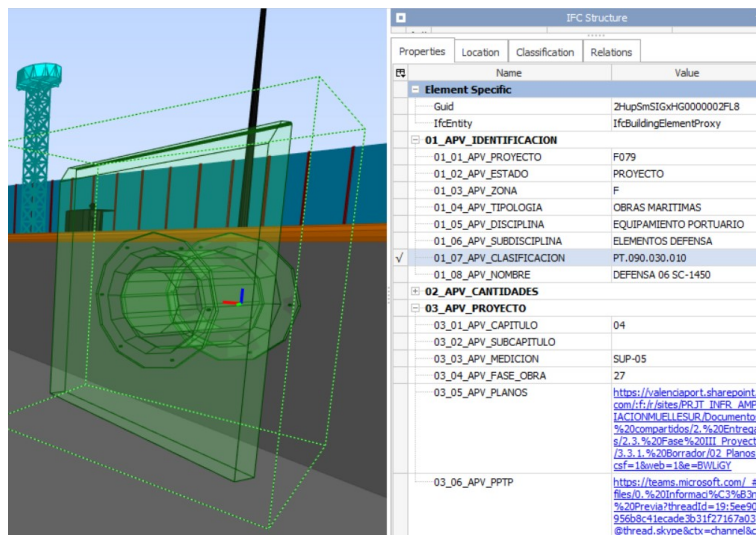 IFC Structure
Properties Location Classification Relations
Name Value
Element Specific
Guid 2HupSmSIGxHG0000002FL8
IfcEntity IfcBuildingElementProxy
01_APV_IDENTIFICACION
01_01_APV_PROYECTO F079
01_02_APV_ESTADO PROYECTO
01_03_APV_ZONA F
01_04_APV_TIPOLOGIA OBRAS MARITIMAS
01_05_APV_DISCIPLINA EQUIPAMIENTO PORTUARIO
01_06_APV_SUBDISCIPLINA ELEMENTOS DEFENSA
01_07_APV_CLASIFICACION PT.090.030.010
01_08_APV_NOMBRE DEFENSA 06 SC-1450
02_APV_CANTIDADES
03_APV_PROYECTO
03_01_APV_CAPITULO 04
03_02_APV_SUBCAPITULO
03_03_APV_MEDICION SUP-05
03_04_APV_FASE_OBRA 27
03_05_APV_PLANOS https://valenciaport.sharepoint.
com/:f:/r/sites/PRJT_INFR_AMP
IACIONMUELLESUR/Documentos
%20compartidos/2.%20Entrega
s/2.3.%20Fase%20III_Proyect
/3.3.1.%20Borrador/02_Planos
csf=1&web=1&e=BWLiGY
03_06_APV_PPTP https://teams.microsoft.com/_#
files/0.%20Informaci%C3%B3n
%20Previa?threadId=19:5ee90
956b8c41ecade3b31f27167a03
@thread.skype&ctx=channel&c